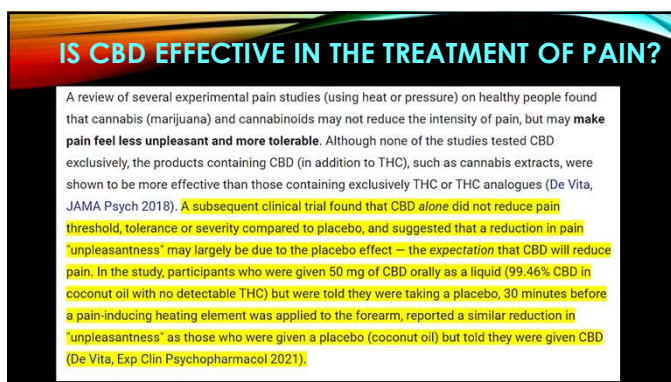 IS CBD EFFECTIVE IN THE TREATMENT OF PAIN?
A review of several experimental pain studies (using heat or pressure) on healthy people found
that cannabis (marijuana) and cannabinoids may not reduce the intensity of pain, but may make
pain feel less unpleasant and more tolerable. Although none of the studies tested CBD
exclusively, the products containing CBD (in addition to THC), such as cannabis extracts, were
shown to be more effective than those containing exclusively THC or THC analogues (De Vita,
JAMA Psych 2018). A subsequent clinical trial found that CBD alone did not reduce pain
threshold, tolerance or severity compared to placebo, and suggested that a reduction in pain
"unpleasantness" may largely be due to the placebo effect — the expectation that CBD will reduce
pain. In the study, participants who were given 50 mg of CBD orally as a liquid (99.46% CBD in
coconut oil with no detectable THC) but were told they were taking a placebo, 30 minutes before
a pain-inducing heating element was applied to the forearm, reported a similar reduction in
"unpleasantness" as those who were given a placebo (coconut oil) but told they were given CBD
(De Vita, Exp Clin Psychopharmacol 2021).